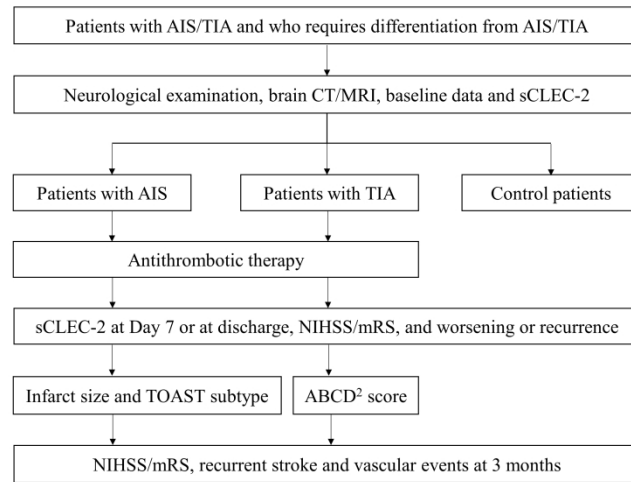 Patients with AIS/TIA and who requires differentiation from AIS/TIA
Neurological examination, brain CT/MRI, baseline data and sCLEC-2
Patients with AIS
Patients with TIA
Control patients
Antithrombotic therapy
sCLEC-2 at Day 7 or at discharge, NIHSS/mRS, and worsening or recurrence
Infarct size and TOAST subtype
ABCD² score
NIHSS/mRS, recurrent stroke and vascular events at 3 months